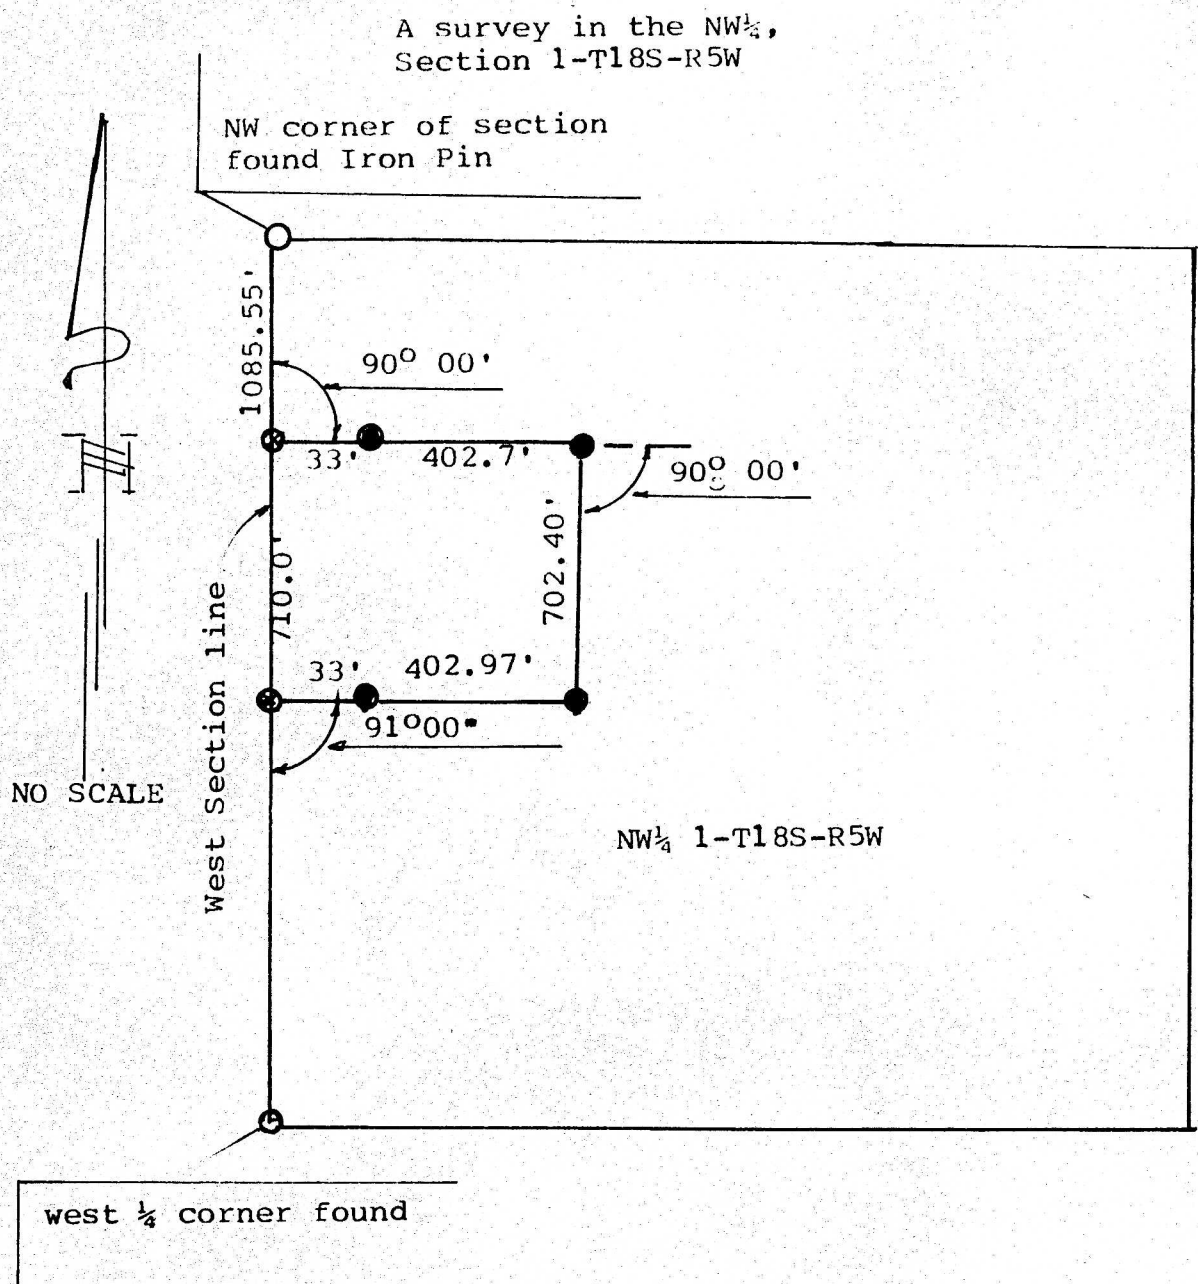 A survey in the NW¼,
Section 1-T18S-R5W
NW corner of section
found Iron Pin
1085.55'
90° 00'
33'
402.7'
90° 00'
710.0'
702.40'
West Section line
33'
402.97'
91°00"
NO SCALE
NW¼ 1-T18S-R5W
west ¼ corner found